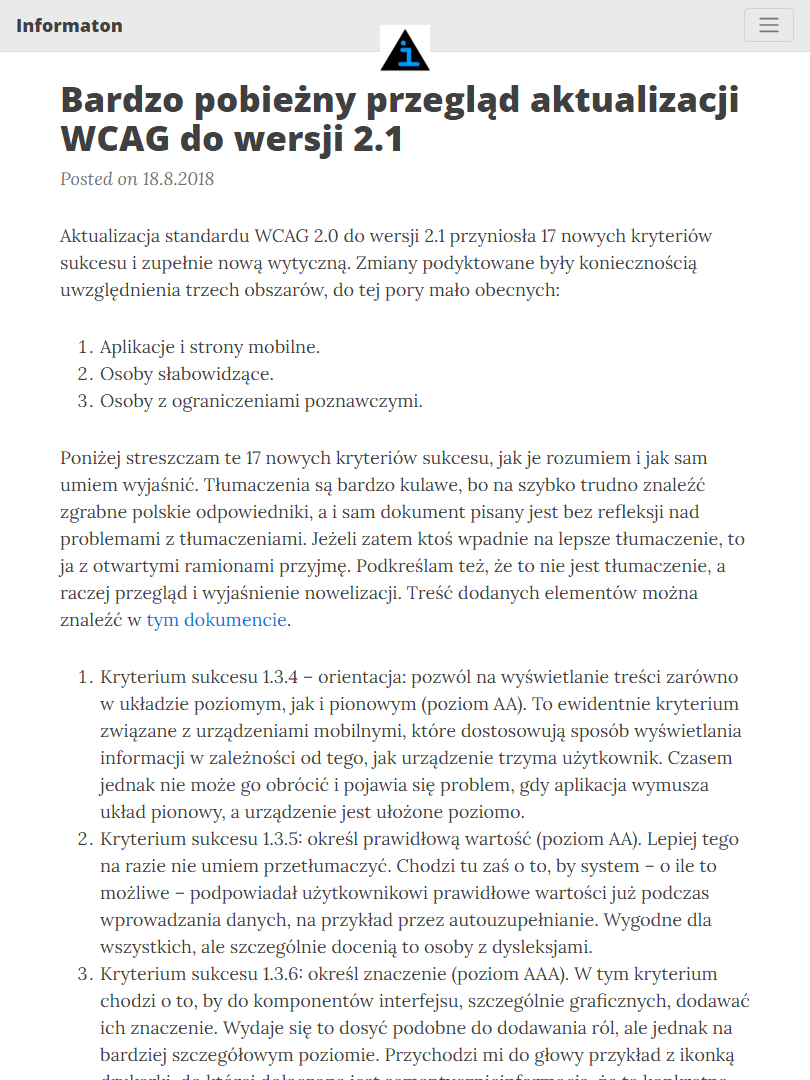 Informaton
Bardzo pobieżny przegląd aktualizacji
WCAG do wersji 2.1
Posted on 18.8.2018
Aktualizacja standardu WCAG 2.0 do wersji 2.1 przyniosła 17 nowych kryteriów
sukcesu i zupełnie nową wytyczną. Zmiany podyktowane były koniecznością
uwzględnienia trzech obszarów, do tej pory mało obecnych:
1. Aplikacje i strony mobilne.
2. Osoby słabowidzące.
3. Osoby z ograniczeniami poznawczymi.
Poniżej streszczam te 17 nowych kryteriów sukcesu, jak je rozumiem i jak sam
umiem wyjaśnić. Tłumaczenia są bardzo kulawe, bo na szybko trudno znaleźć
zgrabne polskie odpowiedniki, a i sam dokument pisany jest bez refleksji nad
problemami z tłumaczeniami. Jeżeli zatem ktoś wpadnie na lepsze tłumaczenie, to
ja z otwartymi ramionami przyjmę. Podkreślam też, że to nie jest tłumaczenie, a
raczej przegląd i wyjaśnienie nowelizacji. Treść dodanych elementów można
znaleźć w tym dokumencie.
1. Kryterium sukcesu 1.3.4 – orientacja: pozwól na wyświetlanie treści zarówno
w układzie poziomym, jak i pionowym (poziom AA). To ewidentnie kryterium
związane z urządzeniami mobilnymi, które dostosowują sposób wyświetlania
informacji w zależności od tego, jak urządzenie trzyma użytkownik. Czasem
jednak nie może go obrócić i pojawia się problem, gdy aplikacja wymusza
układ pionowy, a urządzenie jest ułożone poziomo.
2. Kryterium sukcesu 1.3.5: określ prawidłową wartość (poziom AA). Lepiej tego
na razie nie umiem przetłumaczyć. Chodzi tu zaś o to, by system – o ile to
możliwe – podpowiadał użytkownikowi prawidłowe wartości już podczas
wprowadzania danych, na przykład przez autouzupełnianie. Wygodne dla
wszystkich, ale szczególnie docenią to osoby z dysleksjami.
3. Kryterium sukcesu 1.3.6: określ znaczenie (poziom AAA). W tym kryterium
chodzi o to, by do komponentów interfejsu, szczególnie graficznych, dodawać
ich znaczenie. Wydaje się to dosyć podobne do dodawania ról, ale jednak na
bardziej szczegółowym poziomie. Przychodzi mi do głowy przykład z ikonką